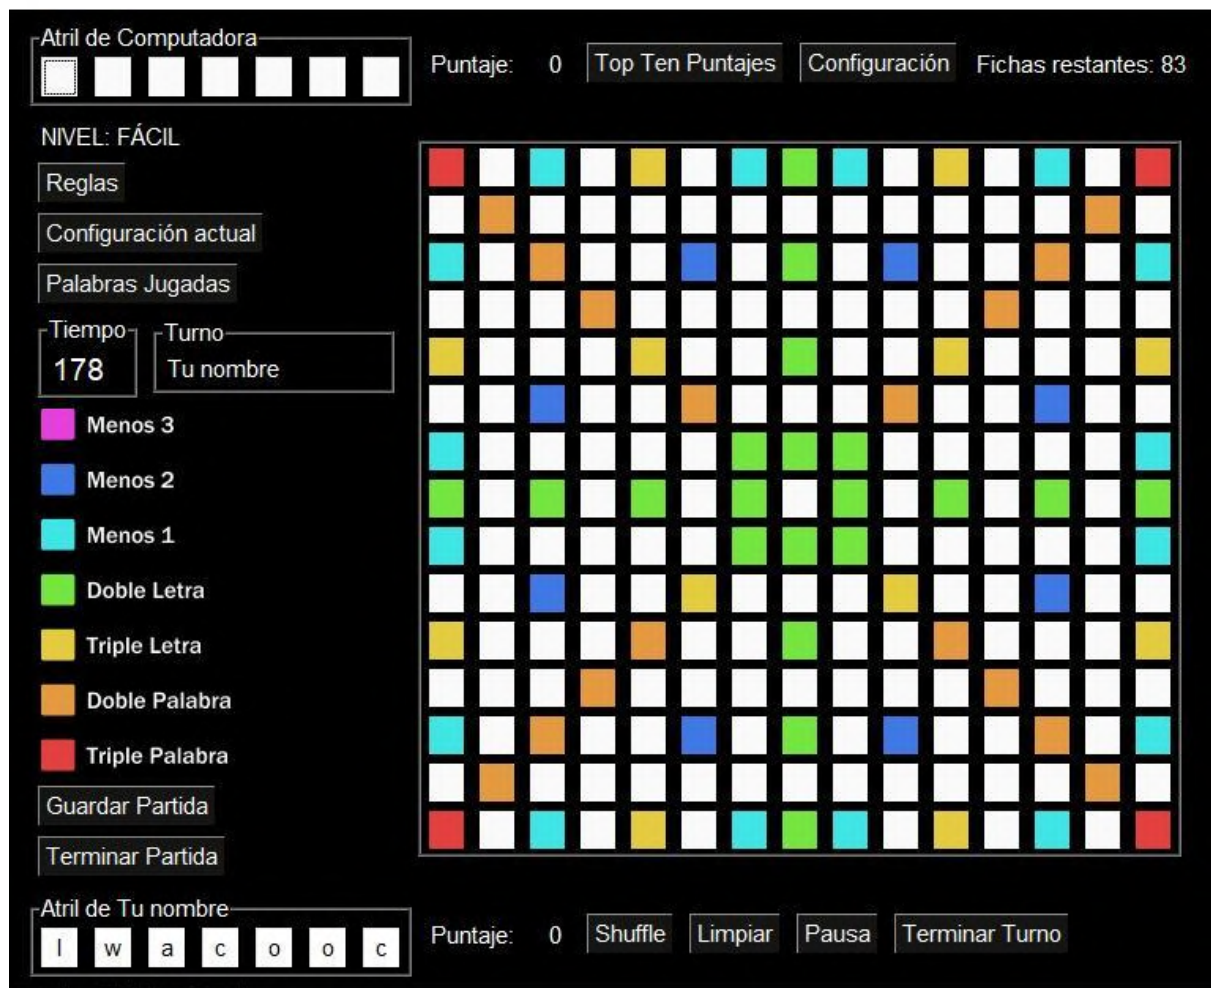 Atril de Computadora
Puntaje: 0 Top Ten Puntajes Configuración Fichas restantes: 83
NIVEL: FÁCIL
Reglas
Configuración actual
Palabras Jugadas
Tiempo Turno
178 Tu nombre
Menos 3
Menos 2
Menos 1
Doble Letra
Triple Letra
Doble Palabra
Triple Palabra
Guardar Partida
Terminar Partida
Atril de Tu nombre
l w a c o o c
Puntaje: 0 Shuffle Limpiar Pausa Terminar Turno